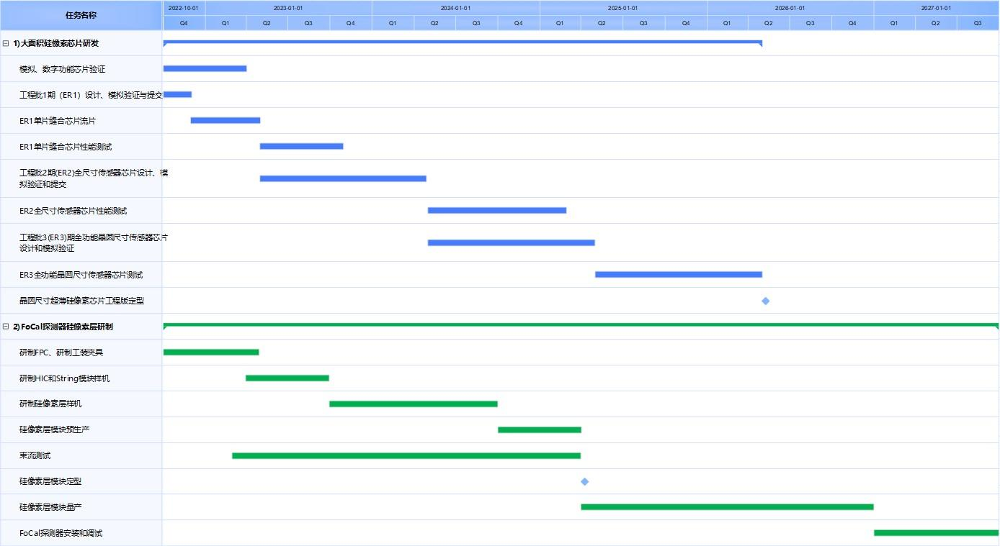 任务名称
2022-10-01 2023-01-01 2024-01-01 2025-01-01 2026-01-01 2027-01-01
Q4 Q1 Q2 Q3 Q4 Q1 Q2 Q3 Q4 Q1 Q2 Q3 Q4 Q1 Q2 Q3 Q4 Q1 Q2 Q3
1)大面积硅像素芯片研发
模拟、数字功能芯片验证
工程批1期（ER1）设计、模拟验证与提交
ER1单片缝合芯片流片
ER1单片缝合芯片性能测试
工程批2期(ER2)全尺寸传感器芯片设计、模
拟验证和提交
ER2全尺寸传感器芯片性能测试
工程批3(ER3)期全功能晶圆尺寸传感器芯片
设计和模拟验证
ER3全功能晶圆尺寸传感器芯片测试
晶圆尺寸超薄硅像素芯片工程版定型
2)FoCal探测器硅像素层研制
研制FPC、研制工装夹具
研制HIC和String模块样机
研制硅像素层样机
硅像素层模块预生产
束流测试
硅像素层模块定型
硅像素层模块量产
FoCal探测器安装和调试